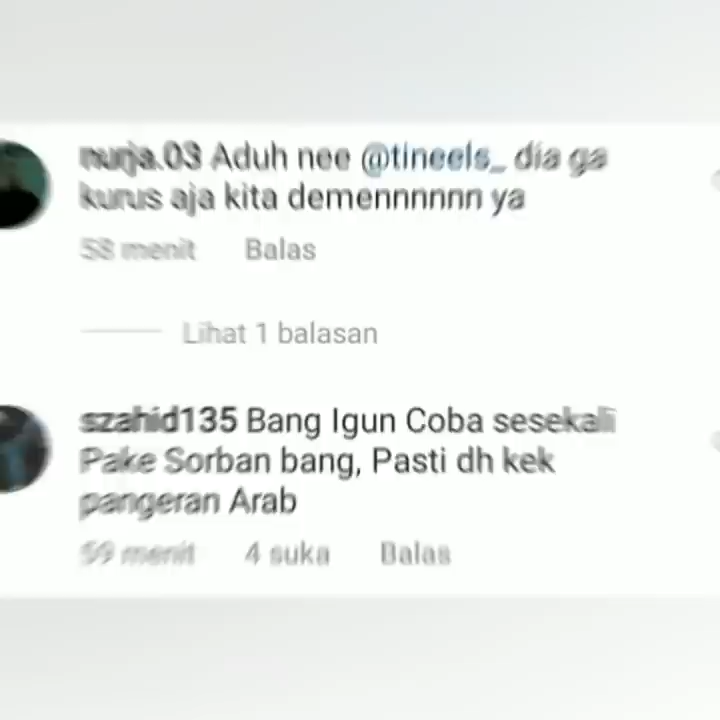 nurja.03 Aduh nee @tineels_ dia ga
kurus aja kita demennnnnn ya
58 menit Balas
Lihat 1 balasan
szahid135 Bang Igun Coba sesekali
Pake Sorban bang, Pasti dh kek
pangeran Arab
59 menit 4 suka Balas